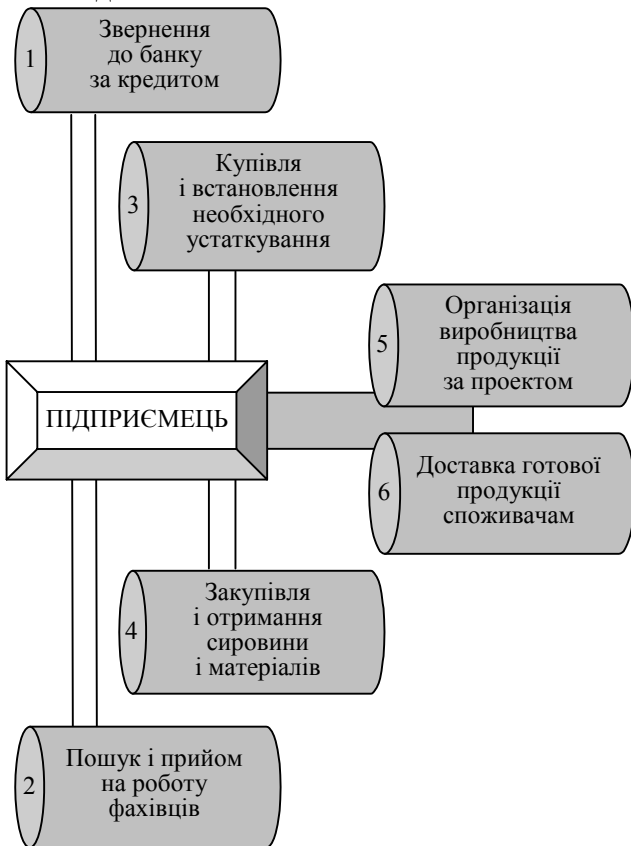 1
Звернення
до банку
за кредитом
3
Купівля
і встановлення
необхідного
устаткування
5
Організація
виробництва
продукції
за проектом
ПІДПРИЄМЕЦЬ
6
Доставка готової
продукції
споживачам
4
Закупівля
і отримання
сировини
і матеріалів
2
Пошук і прийом
на роботу
фахівців